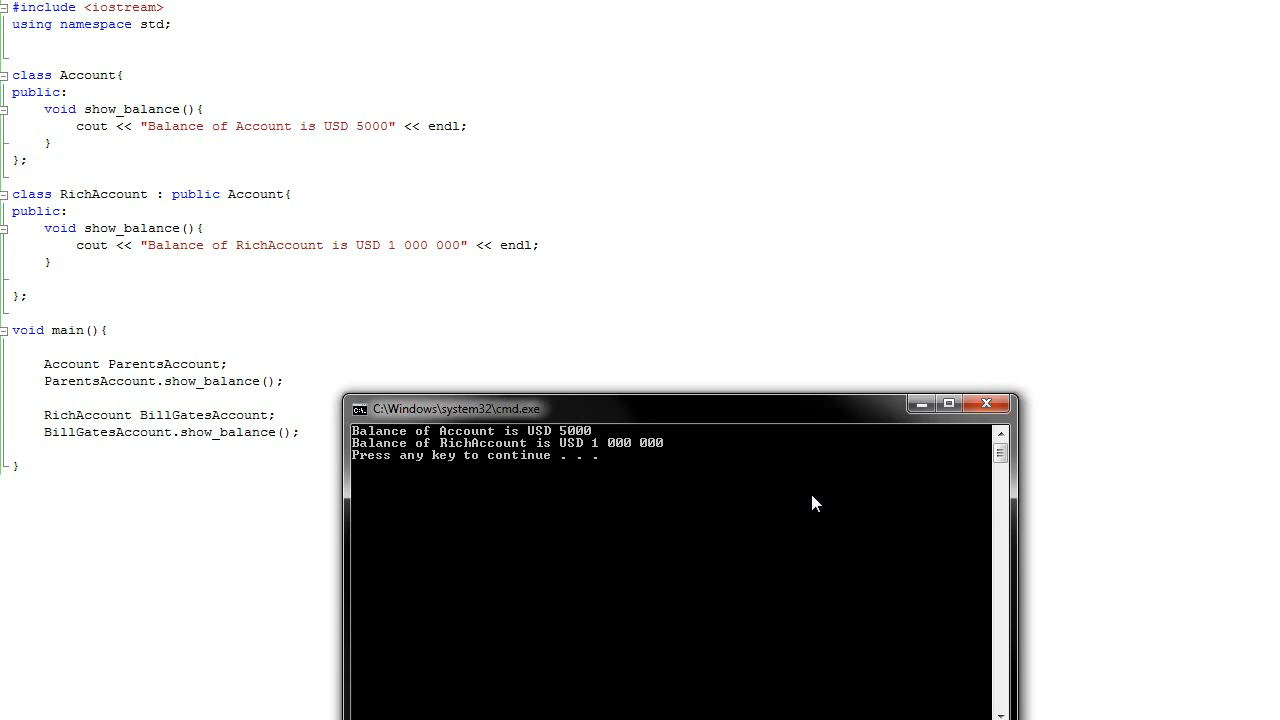 #include <iostream>
using namespace std;
class Account{
public:
void show_balance(){
cout << "Balance of Account is USD 5000" << endl;
}
};
class RichAccount : public Account{
public:
void show_balance(){
cout << "Balance of RichAccount is USD 1 000 000" << endl;
}
};
void main(){
Account ParentsAccount;
ParentsAccount.show_balance();
RichAccount BillGatesAccount;
BillGatesAccount.show_balance();
}
C:\Windows\system32\cmd.exe
Balance of Account is USD 5000
Balance of RichAccount is USD 1 000 000
Press any key to continue . . .